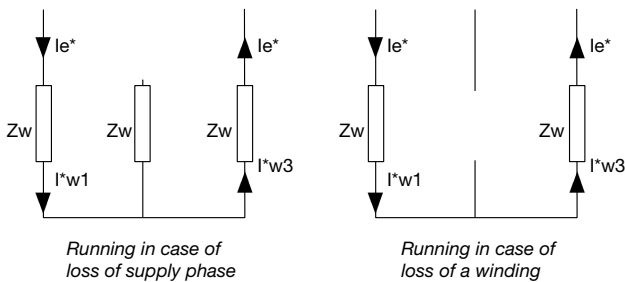 Ie*
Ie*
Ie*
Ie*
Zw
Zw
Zw
Zw
Zw
I*w1
I*w3
I*w1
I*w3
Running in case of
loss of supply phase
Running in case of
loss of a winding